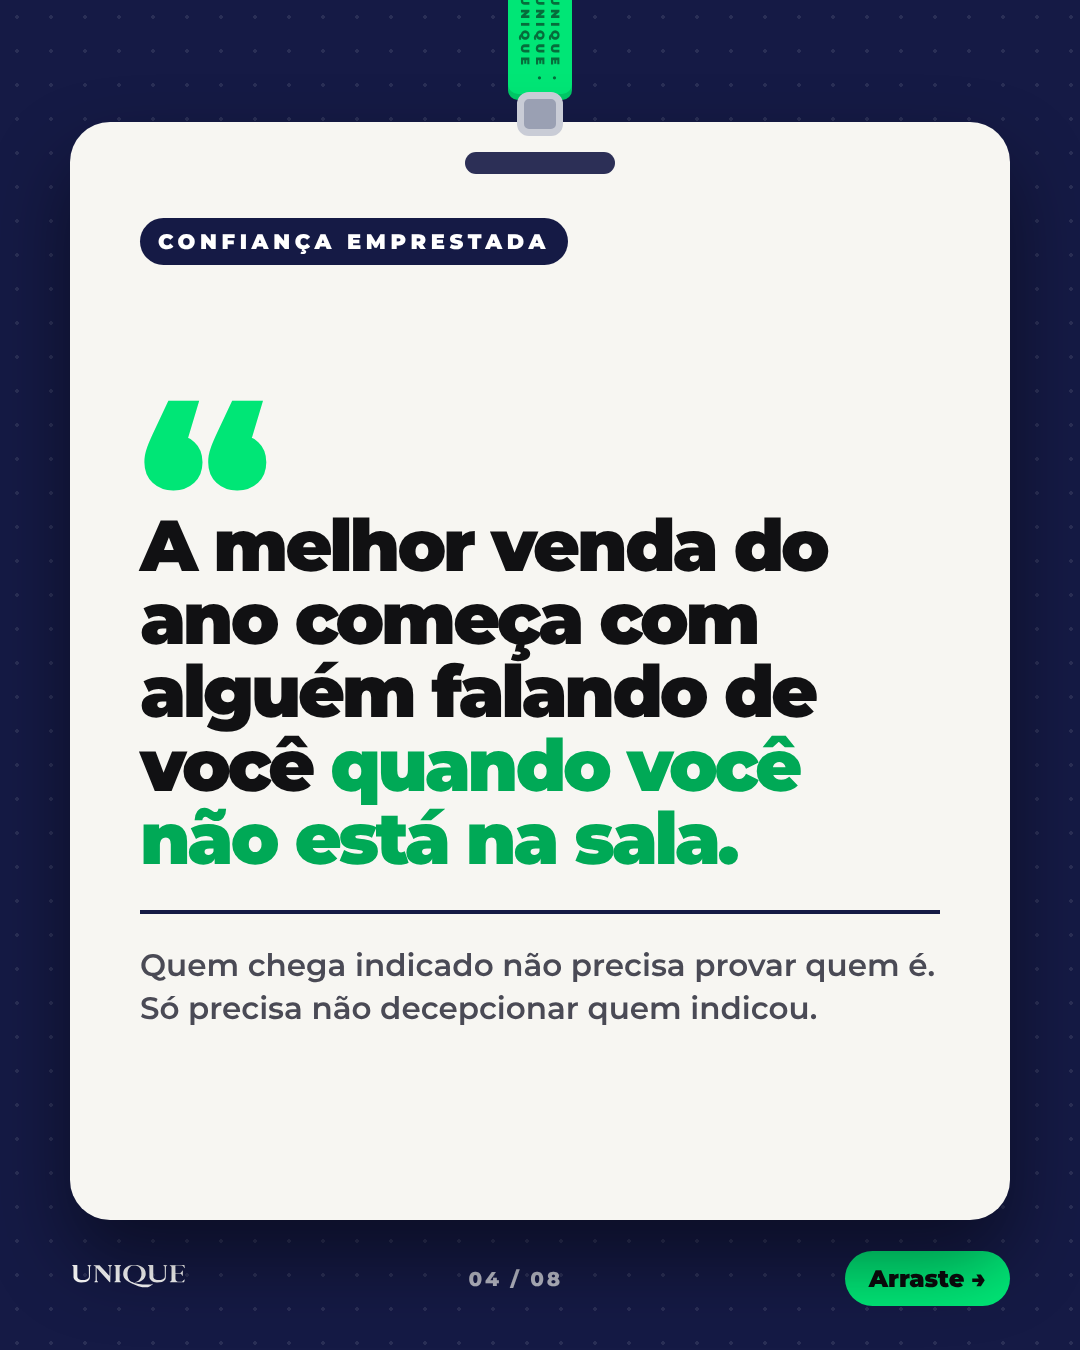 UNIQUE •
UNIQUE •
UNIQUE
CONFIANÇA EMPRESTADA
“
A melhor venda do
ano começa com
alguém falando de
você quando você
não está na sala.
Quem chega indicado não precisa provar quem é.
Só precisa não decepcionar quem indicou.
UNIQUE
04 / 08
Arraste →